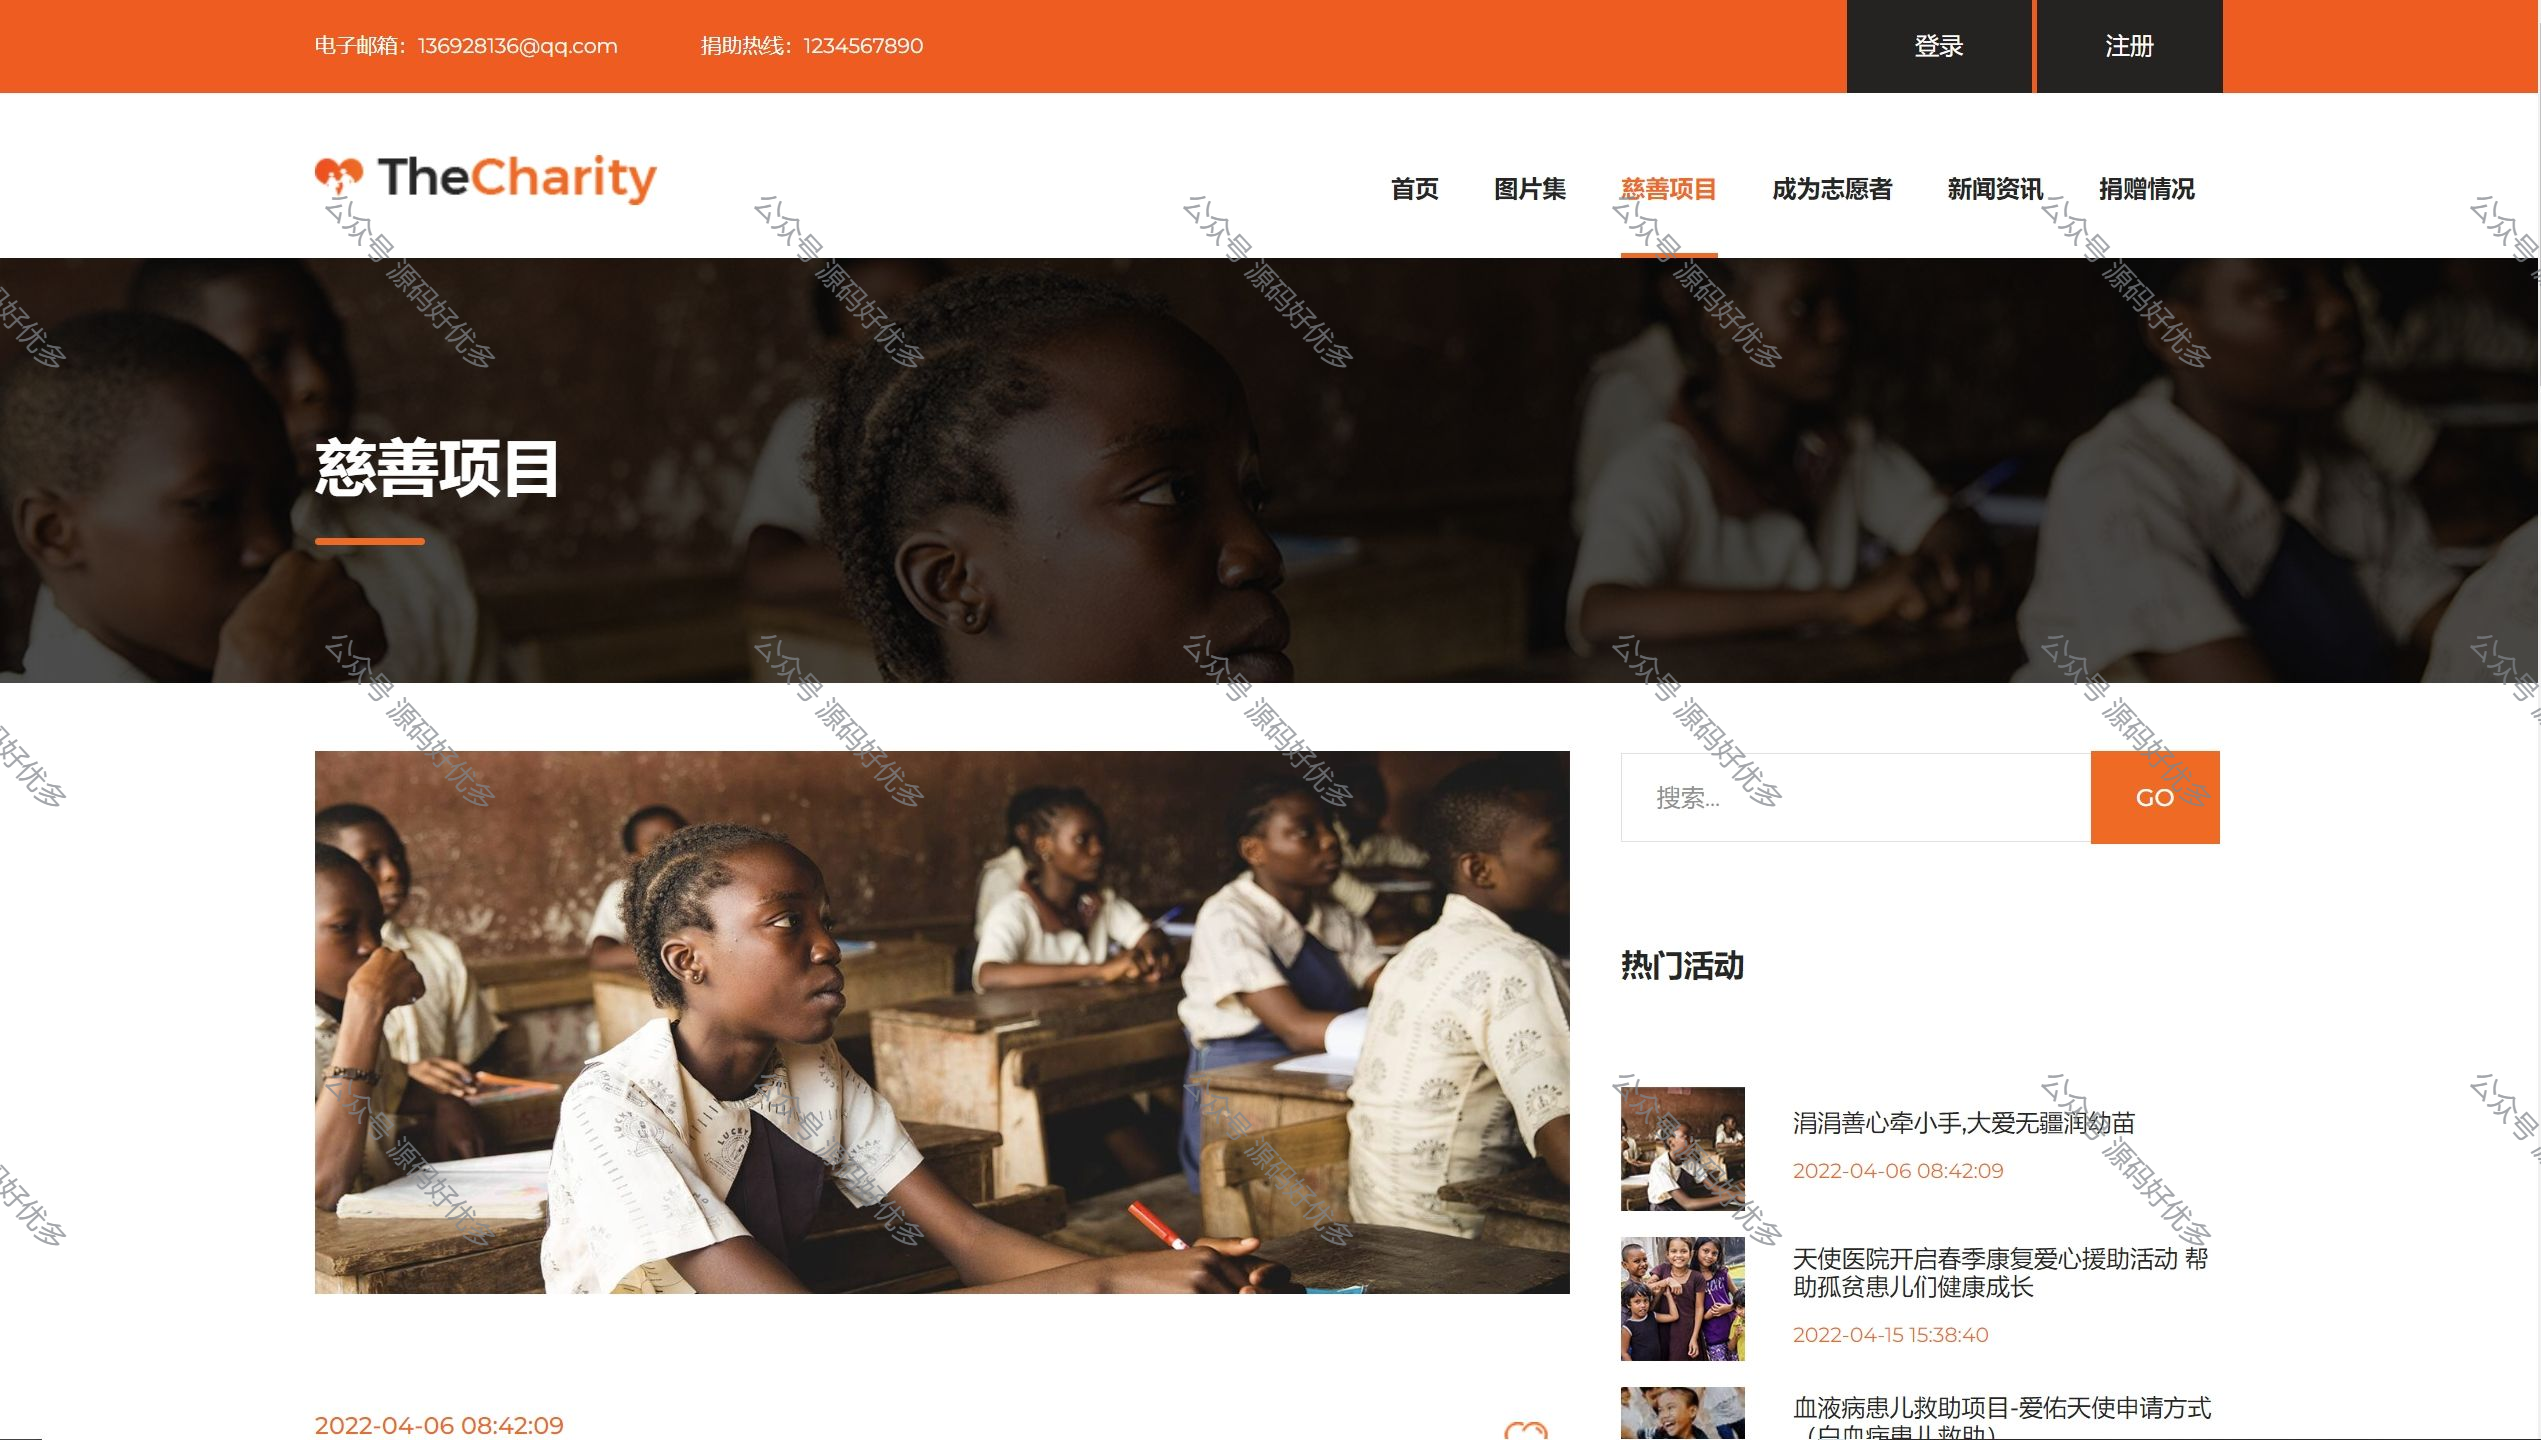 电子邮箱：136928136@qq.com
捐助热线：1234567890
登录
注册
TheCharity
首页
图片集
慈善项目
成为志愿者
新闻资讯
捐赠情况
慈善项目
搜索...
GO
热门活动
涓涓善心牵小手,大爱无疆润幼苗
2022-04-06 08:42:09
天使医院开启春季康复爱心援助活动 帮
助孤贫患儿们健康成长
2022-04-15 15:38:40
血液病患儿救助项目-爱佑天使申请方式
（白血病患儿救助）
2022-04-06 08:42:09
公众号 源码好优多